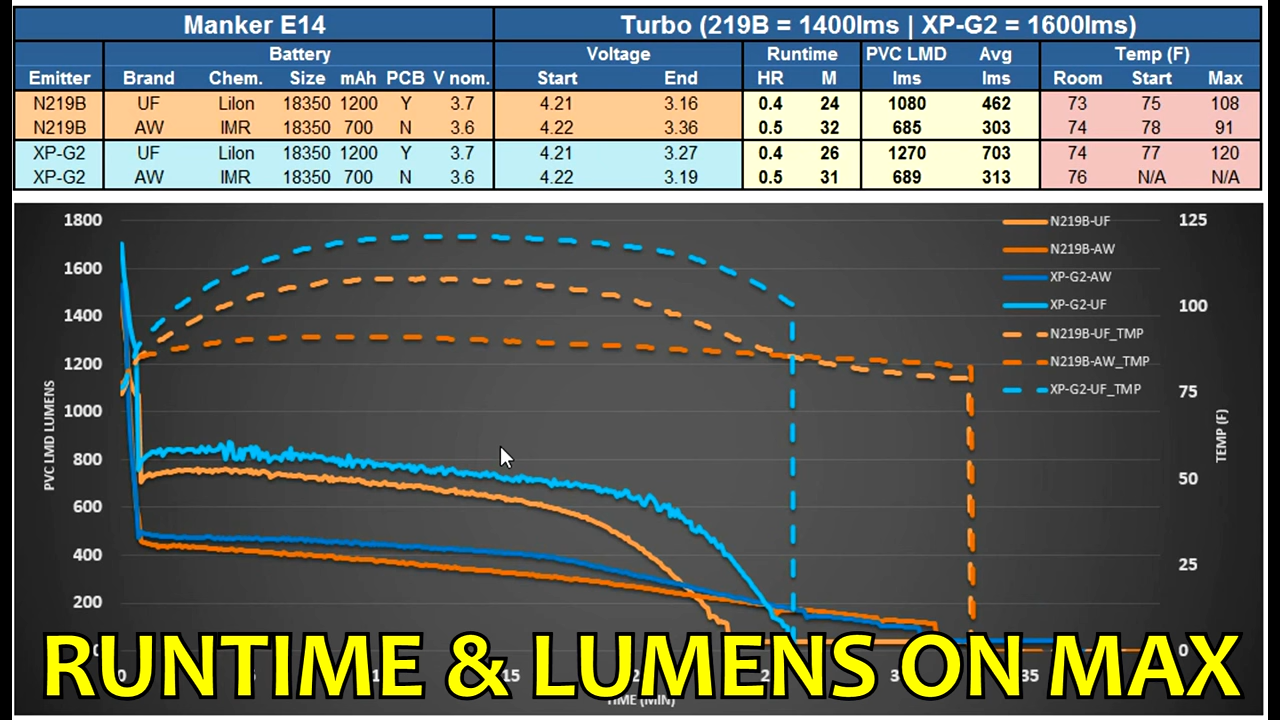 Manker E14 Turbo (219B = 1400lms | XP-G2 = 1600lms)
Battery Voltage Runtime PVC LMD Avg Temp (F)
Emitter Brand Chem. Size mAh PCB V nom. Start End HR M lms lms Room Start Max
N219B UF LiIon 18350 1200 Y 3.7 4.21 3.16 0.4 24 1080 462 73 75 108
N219B AW IMR 18350 700 N 3.6 4.22 3.36 0.5 32 685 303 74 78 91
XP-G2 UF LiIon 18350 1200 Y 3.7 4.21 3.27 0.4 26 1270 703 74 77 120
XP-G2 AW IMR 18350 700 N 3.6 4.22 3.19 0.5 31 689 313 76 N/A N/A
1800
1600
1400
1200
1000
800
600
400
200
PVC LMD LUMENS
N219B-UF
N219B-AW
XP-G2-AW
XP-G2-UF
N219B-UF_TMP
N219B-AW_TMP
XP-G2-UF_TMP
125
100
75
50
25
0
TEMP (F)
15 35
TIME (MIN)
RUNTIME & LUMENS ON MAX